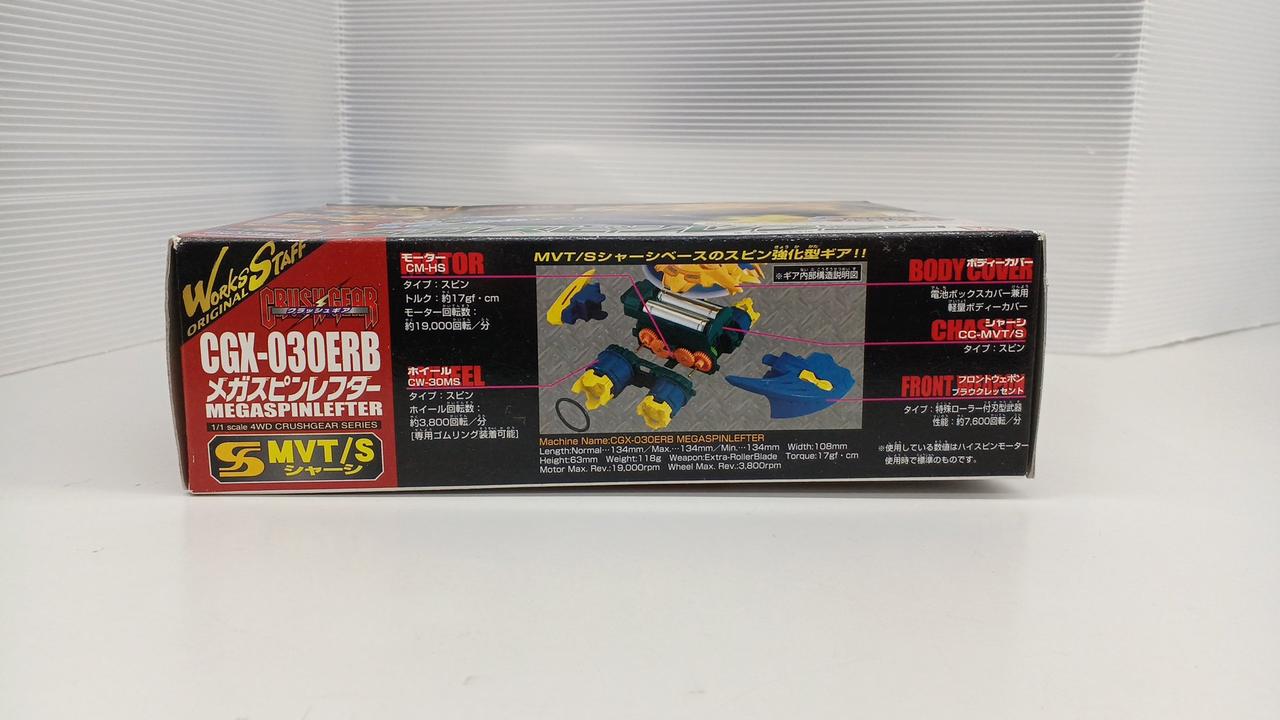 WORKS STAFF
ORIGINAL
CRUSH GEAR
クラッシュギア
CGX-030ERB
メガスピンレフター
MEGASPINLEFTER
1/1 scale 4WD CRUSHGEAR SERIES
MVT/S
シャーシ
MVT/Sシャーシベースのスピン強化型ギア!!
※ギア内部構造説明図
モーター
CM-HS
タイプ：スピン
トルク：約17gf・cm
モーター回転数：
約19,000回転／分
ホイール
CW-30MS
タイプ：スピン
ホイール回転数：
約3,800回転／分
［専用ゴムリング装着可能］
Machine Name:CGX-030ERB MEGASPINLEFTER
Length:Normal…134mm／Max.…134mm／Min.…134mm Width:108mm
Height:63mm Weight:118g Weapon:Extra-RollerBlade Torque:17gf・cm
Motor Max. Rev.:19,000rpm Wheel Max. Rev.:3,800rpm
BODY COVER
ボディーカバー
電池ボックスカバー兼用
軽量ボディーカバー
シャーシ
CC-MVT/S
タイプ：スピン
FRONT
フロントウェポン
ブラウクレッセント
タイプ：特殊ローラー付刃型武器
性能：約7,600回転／分
※使用している数値はハイスピンモーター
使用時で標準のものです。